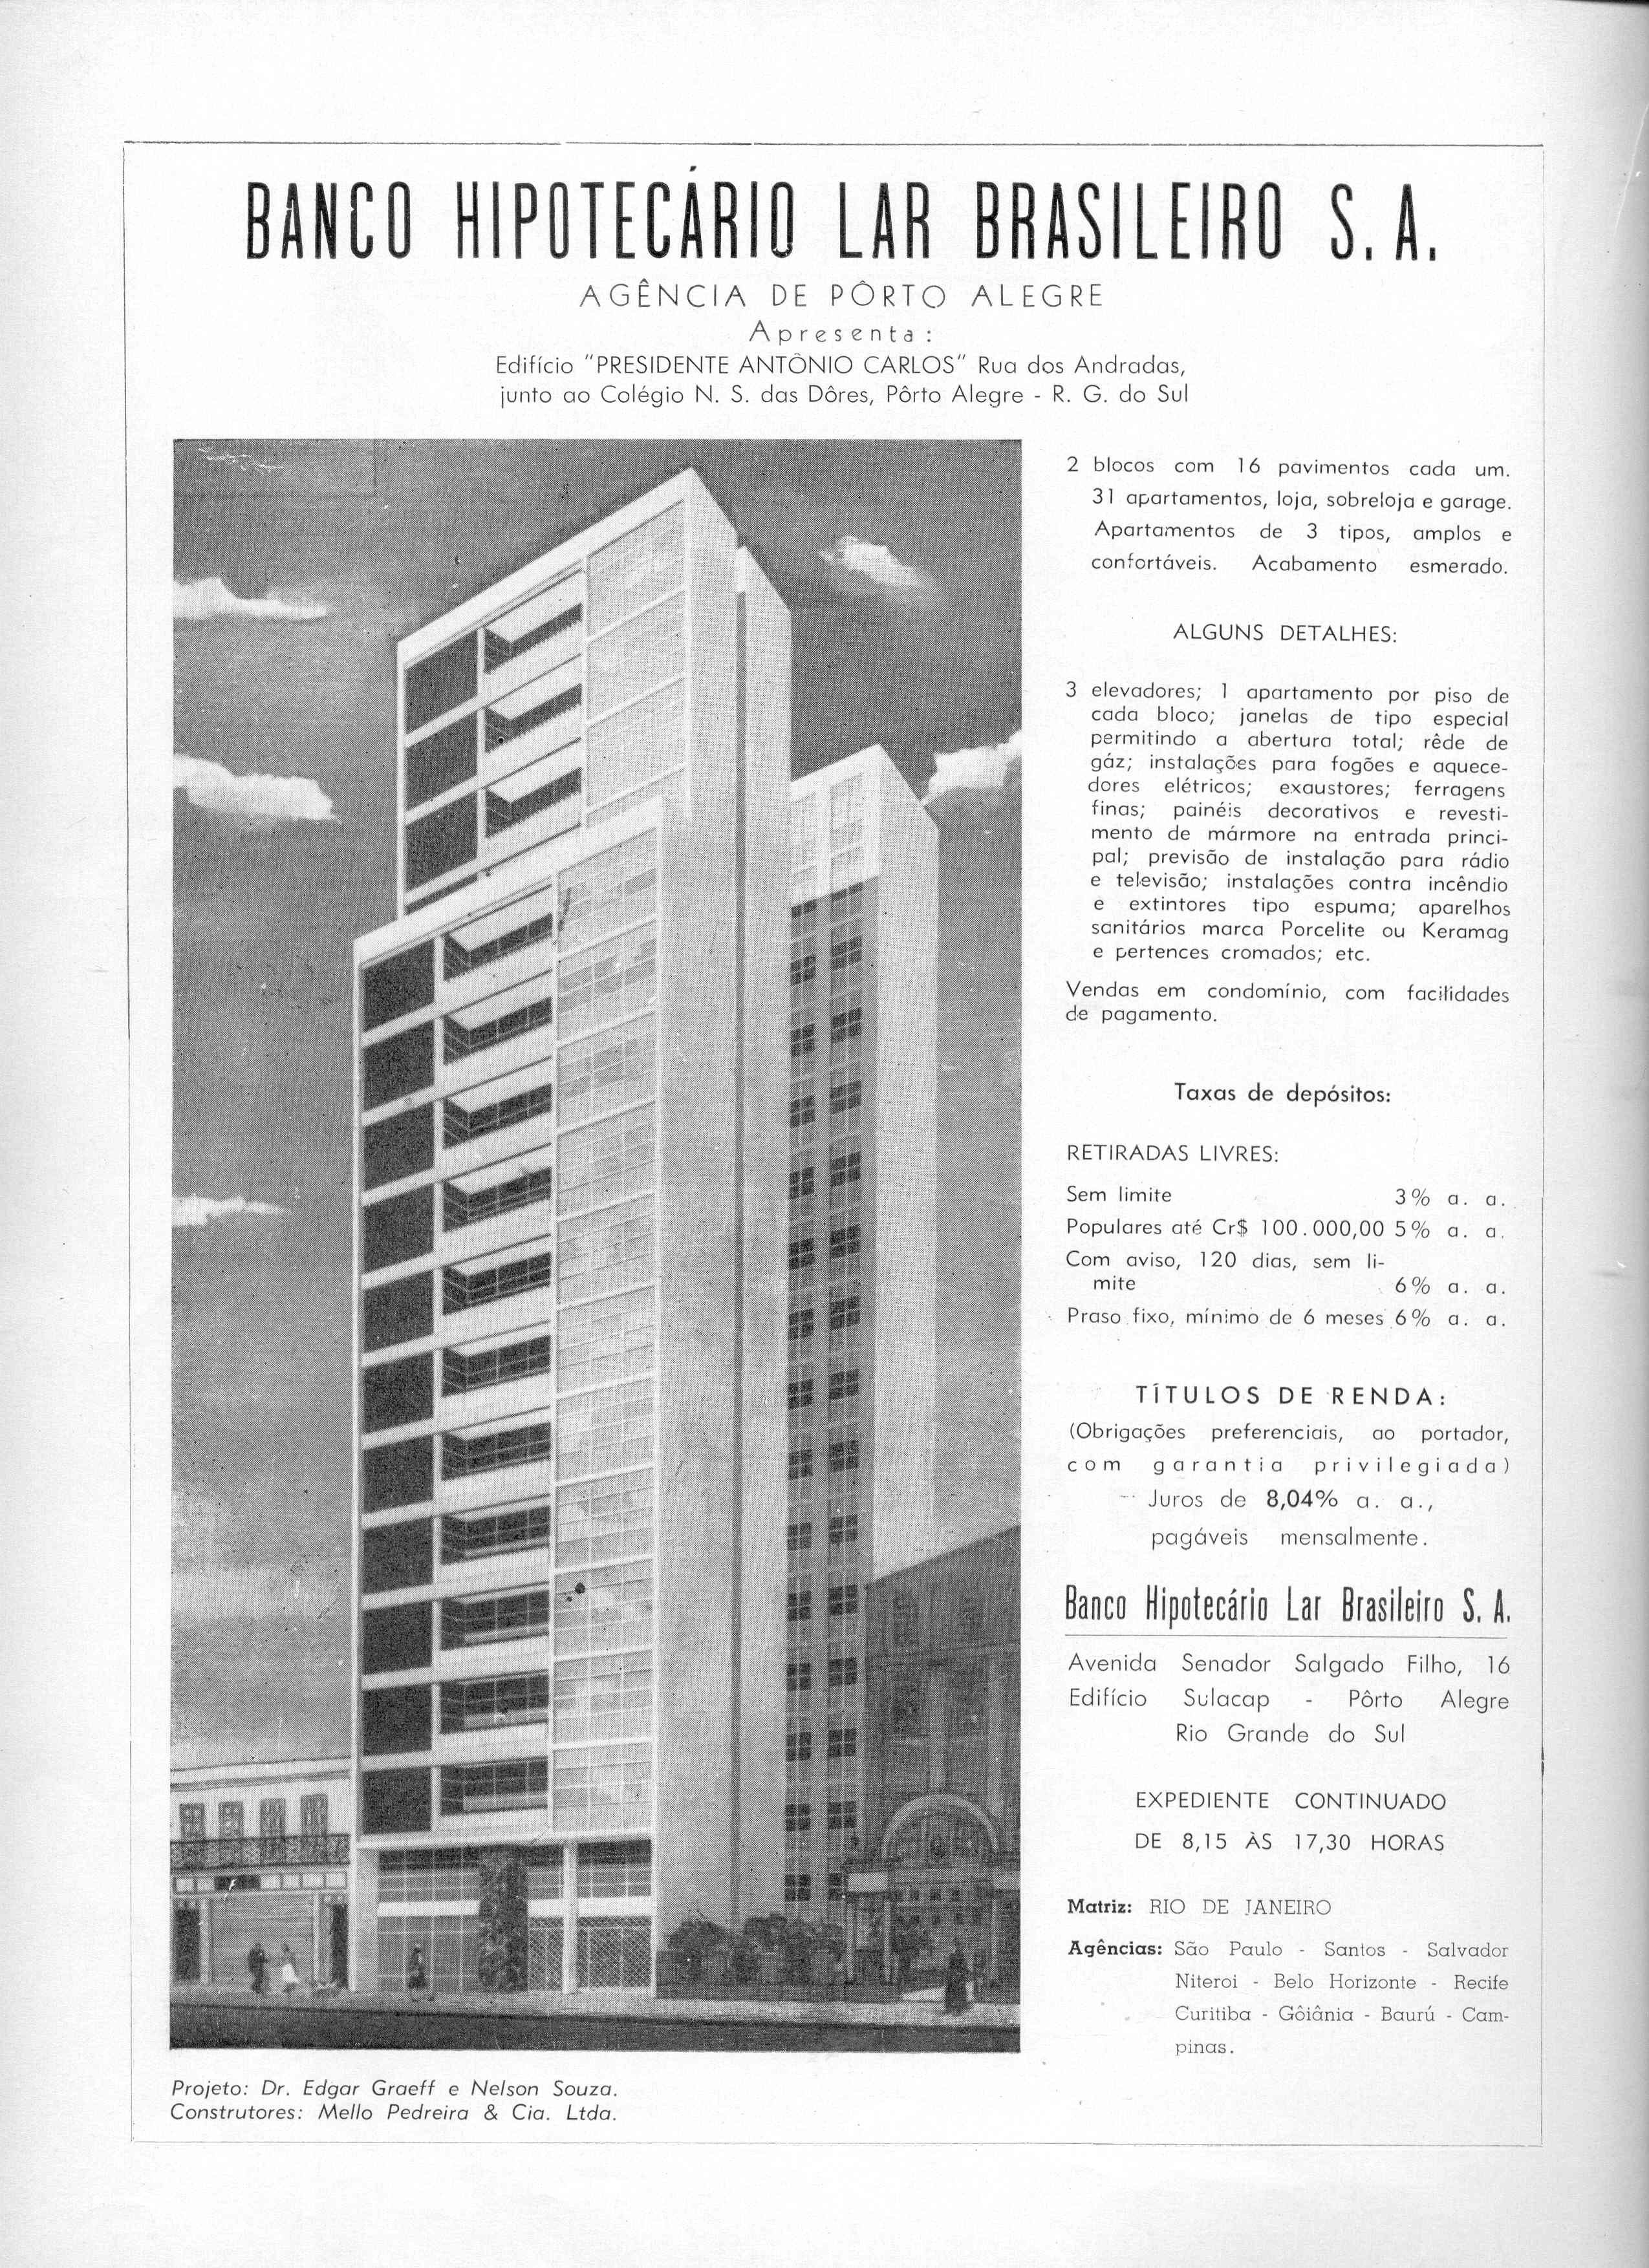 BANCO HIPOTECÁRIO LAR BRASILEIRO S. A.
AGÊNCIA DE PÔRTO ALEGRE
Apresenta:
Edifício "PRESIDENTE ANTÔNIO CARLOS" Rua dos Andradas,
junto ao Colégio N. S. das Dôres, Pôrto Alegre - R. G. do Sul
2 blocos com 16 pavimentos cada um.
31 apartamentos, loja, sobreloja e garage.
Apartamentos de 3 tipos, amplos e
confortáveis. Acabamento esmerado.
ALGUNS DETALHES:
3 elevadores; 1 apartamento por piso de
cada bloco; janelas de tipo especial
permitindo a abertura total; rêde de
gáz; instalações para fogões e aquece-
dores elétricos; exaustores; ferragens
finas; painéis decorativos e revesti-
mento de mármore na entrada princi-
pal; previsão de instalação para rádio
e televisão; instalações contra incêndio
e extintores tipo espuma; aparelhos
sanitários marca Porcelite ou Keramag
e pertences cromados; etc.
Vendas em condomínio, com facilidades
de pagamento.
Taxas de depósitos:
RETIRADAS LIVRES:
Sem limite 3% a. a.
Populares até Cr$ 100.000,00 5% a. a.
Com aviso, 120 dias, sem li-
mite 6% a. a.
Praso fixo, mínimo de 6 meses 6% a. a.
TÍTULOS DE RENDA:
(Obrigações preferenciais, ao portador,
com garantia privilegiada)
Juros de 8,04% a. a.,
pagáveis mensalmente.
Banco Hipotecário Lar Brasileiro S. A.
Avenida Senador Salgado Filho, 16
Edifício Sulacap - Pôrto Alegre
Rio Grande do Sul
EXPEDIENTE CONTINUADO
DE 8,15 ÀS 17,30 HORAS
Matriz: RIO DE JANEIRO
Agências: São Paulo - Santos - Salvador
Niteroi - Belo Horizonte - Recife
Curitiba - Gôiânia - Baurú - Cam-
pinas.
Projeto: Dr. Edgar Graeff e Nelson Souza.
Construtores: Mello Pedreira & Cia. Ltda.